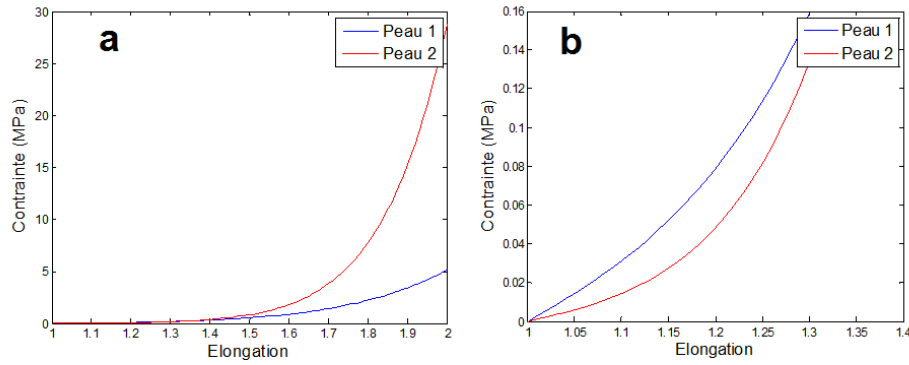 a
Peau 1
Peau 2
30
25
20
15
10
5
0
Contrainte (MPa)
1 1.1 1.2 1.3 1.4 1.5 1.6 1.7 1.8 1.9 2
Elongation
b
Peau 1
Peau 2
0.16
0.14
0.12
0.1
0.08
0.06
0.04
0.02
0
Contrainte (MPa)
1 1.05 1.1 1.15 1.2 1.25 1.3 1.35 1.4
Elongation